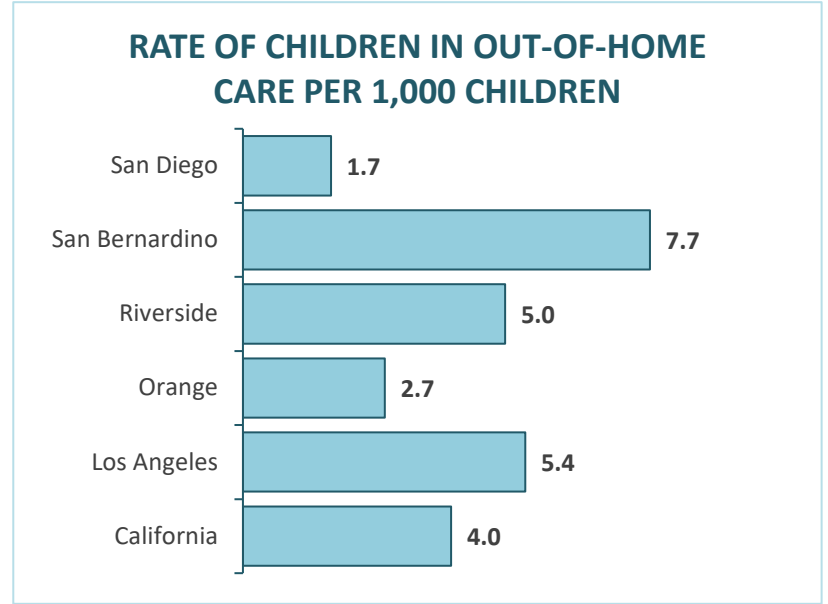 RATE OF CHILDREN IN OUT-OF-HOME
CARE PER 1,000 CHILDREN
San Diego 1.7
San Bernardino 7.7
Riverside 5.0
Orange 2.7
Los Angeles 5.4
California 4.0